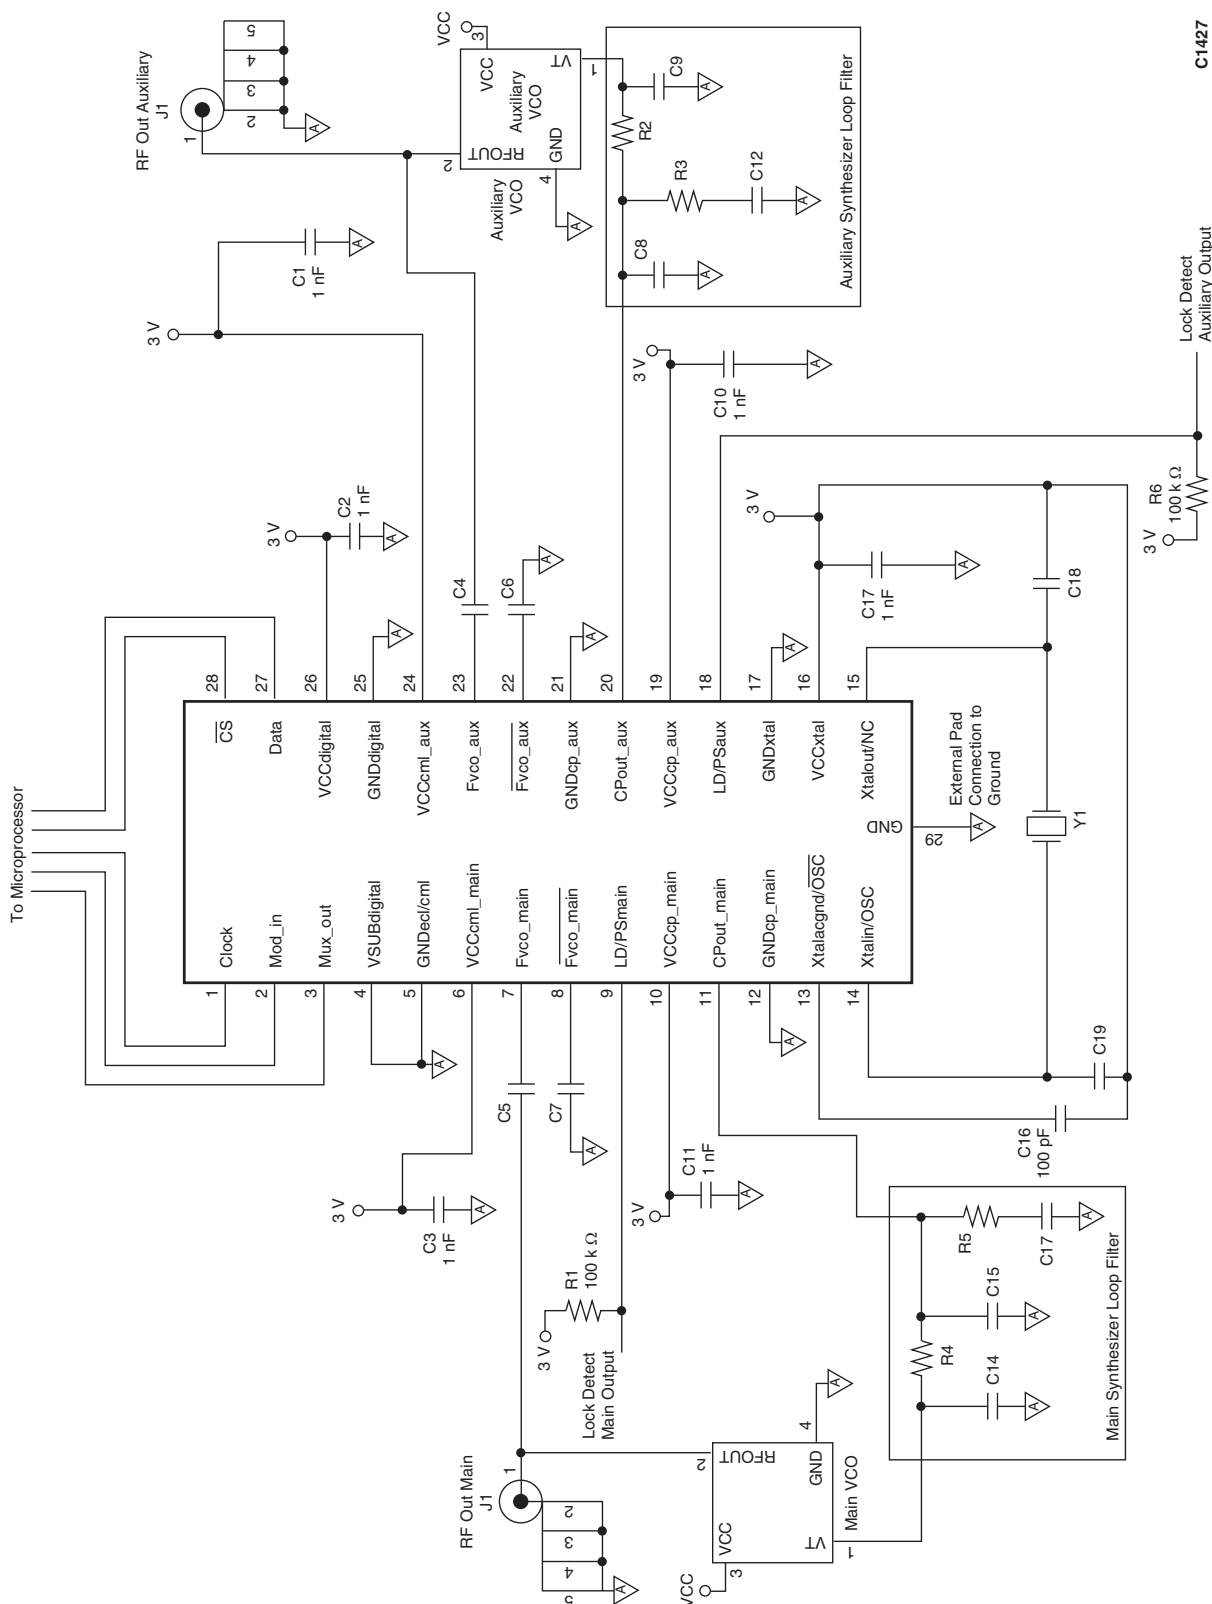 To Microprocessor
C1427
RF Out Auxiliary
J1
1
2
3
4
5
VCC
3
VCC
Auxiliary
VCO
RFOUT
2
GND
4
VT
1
Auxiliary
VCO
A
A
3 V
C1
1 nF
A
R2
C9
A
R3
C12
A
C8
A
Auxiliary Synthesizer Loop Filter
3 V
C2
1 nF
A
A
C4
C6
A
A
3 V
C10
1 nF
A
Lock Detect
Auxiliary Output
3 V
R6
100 k Ω
3 V
C17
1 nF
A
A
C18
28
27
26
25
24
23
22
21
20
19
18
17
16
15
CS
Data
VCCdigital
GNDdigital
VCCcml_aux
Fvco_aux
Fvco_aux
GNDcp_aux
CPout_aux
VCCcp_aux
LD/PSaux
GNDxtal
VCCxtal
Xtalout/NC
GND
29
A
External Pad
Connection to
Ground
Y1
Clock
Mod_in
Mux_out
VSUBdigital
GNDecl/cml
VCCcml_main
Fvco_main
Fvco_main
LD/PSmain
VCCcp_main
CPout_main
GNDcp_main
Xtalacgnd/OSC
Xtalin/OSC
1
2
3
4
5
6
7
8
9
10
11
12
13
14
A
A
C5
C7
A
C19
C16
100 pF
3 V
C3
1 nF
A
3 V
C11
1 nF
A
3 V
R1
100 k Ω
Lock Detect
Main Output
RF Out Main
J1
1
2
3
4
5
A
VCC
3
VCC
RFOUT
2
GND
4
A
VT
1
Main VCO
R5
C17
A
C15
A
R4
C14
A
Main Synthesizer Loop Filter